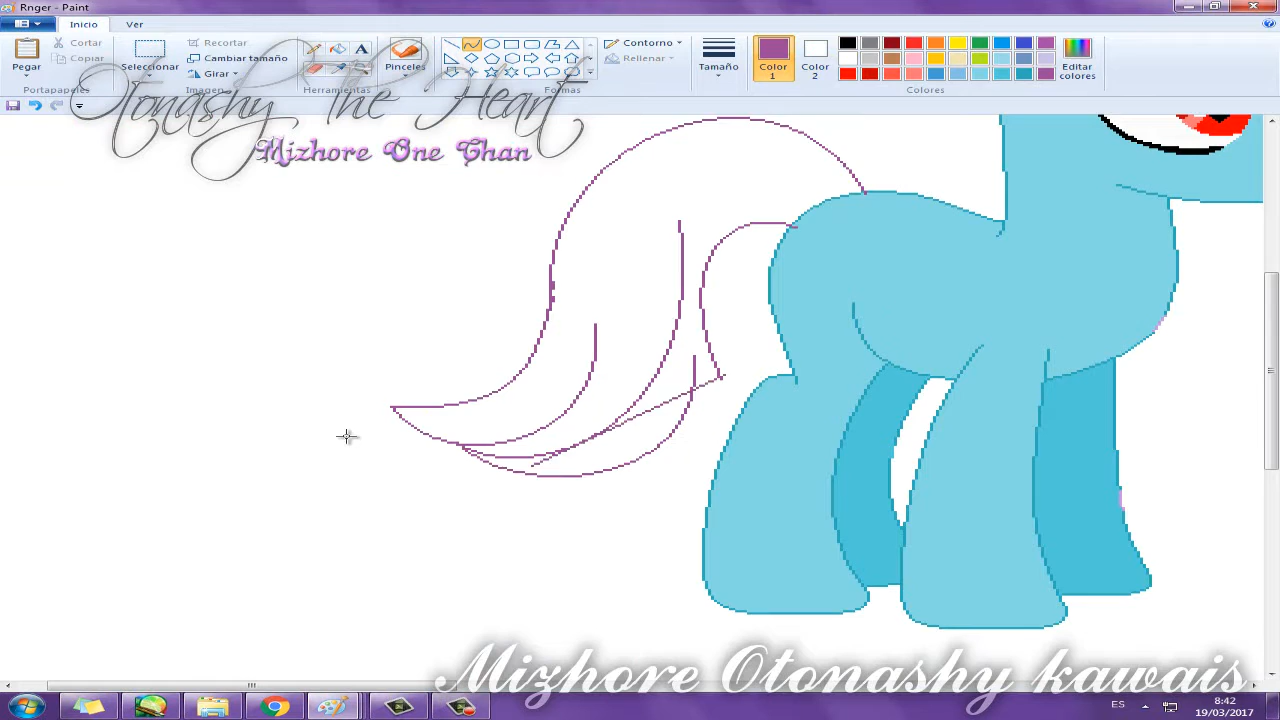 Rnger - Paint
Inicio Ver
Pegar
Cortar
Copiar
Portapapeles
Seleccionar
Recortar
Cambiar tamaño
Girar
Imagen
Herramientas
Pinceles
Contorno
Rellenar
Formas
Tamaño
Color 1
Color 2
Editar colores
Colores
Otonashy The Heart
Mizhore One Chan
Mizhore Otonashy kawais
ES
8:42
19/03/2017